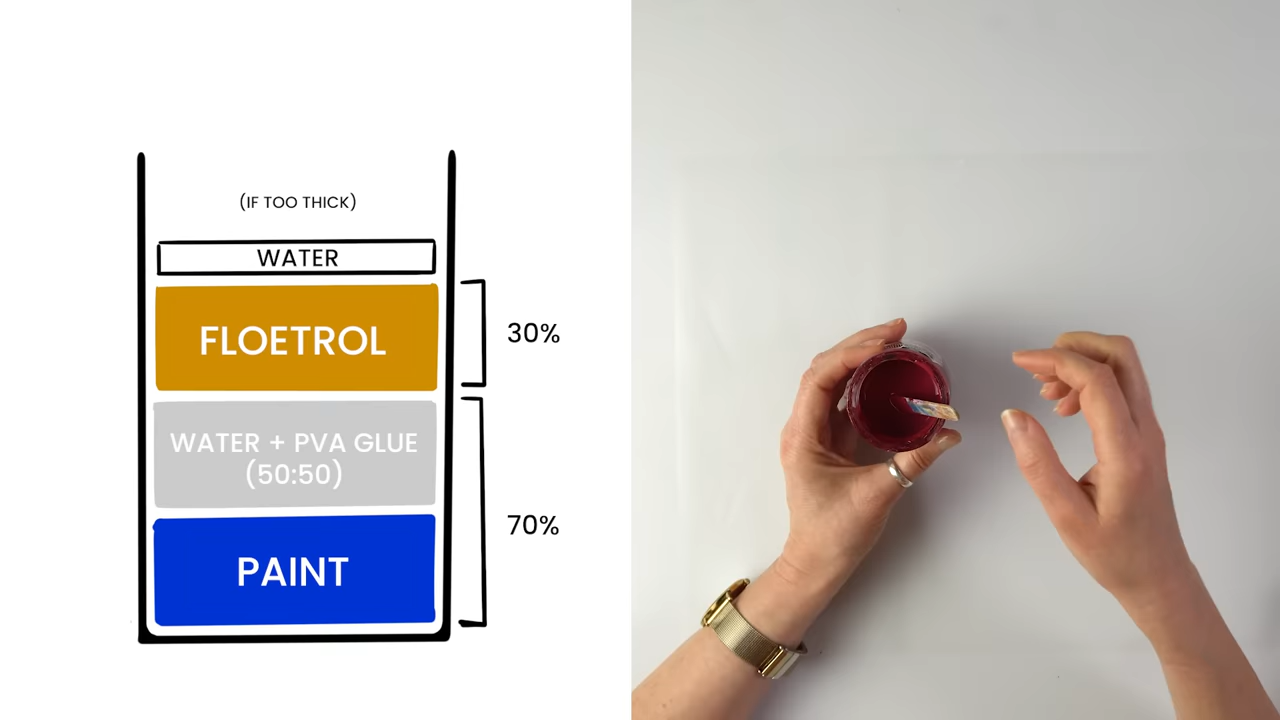 (IF TOO THICK)
WATER
FLOETROL
30%
WATER + PVA GLUE
(50:50)
70%
PAINT